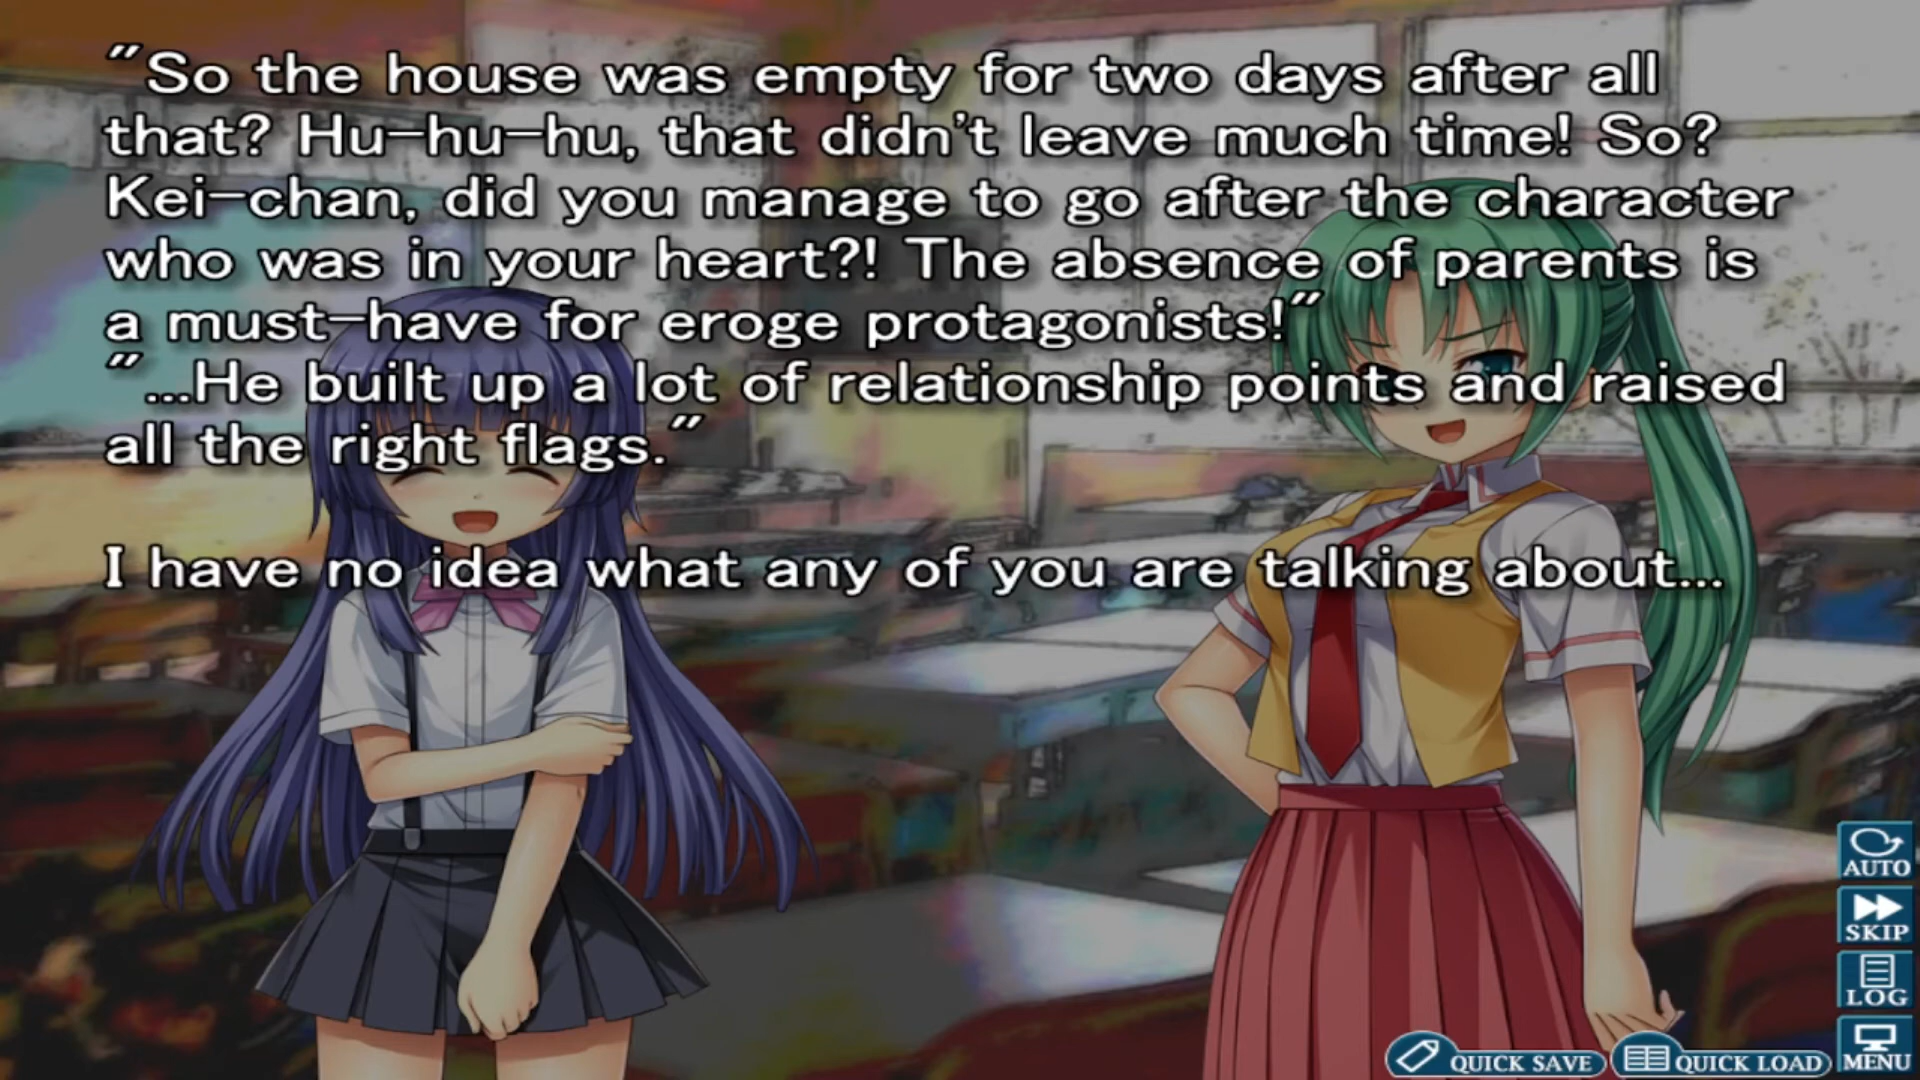 "So the house was empty for two days after all
that? Hu-hu-hu, that didn't leave much time! So?
Kei-chan, did you manage to go after the character
who was in your heart?! The absence of parents is
a must-have for eroge protagonists!"
"...He built up a lot of relationship points and raised
all the right flags."
I have no idea what any of you are talking about...
AUTO
SKIP
LOG
MENU
QUICK SAVE
QUICK LOAD